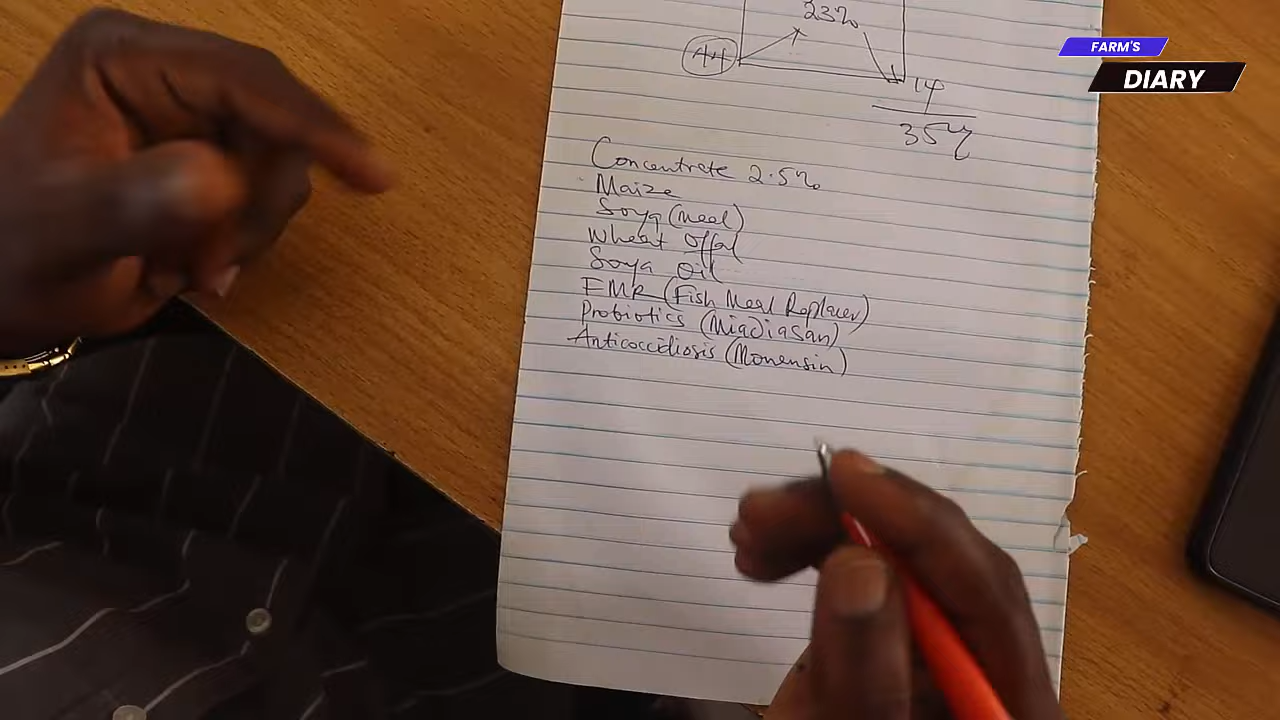 FARM'S
DIARY
23%
44
14
35%
Concentrate 2.5%
Maize
Soya (Meal)
Wheat Offal
Soya Oil
FMR (Fish Meal Replacer)
Probiotics (Miadiasan)
Anticoccidiosis (Monensin)